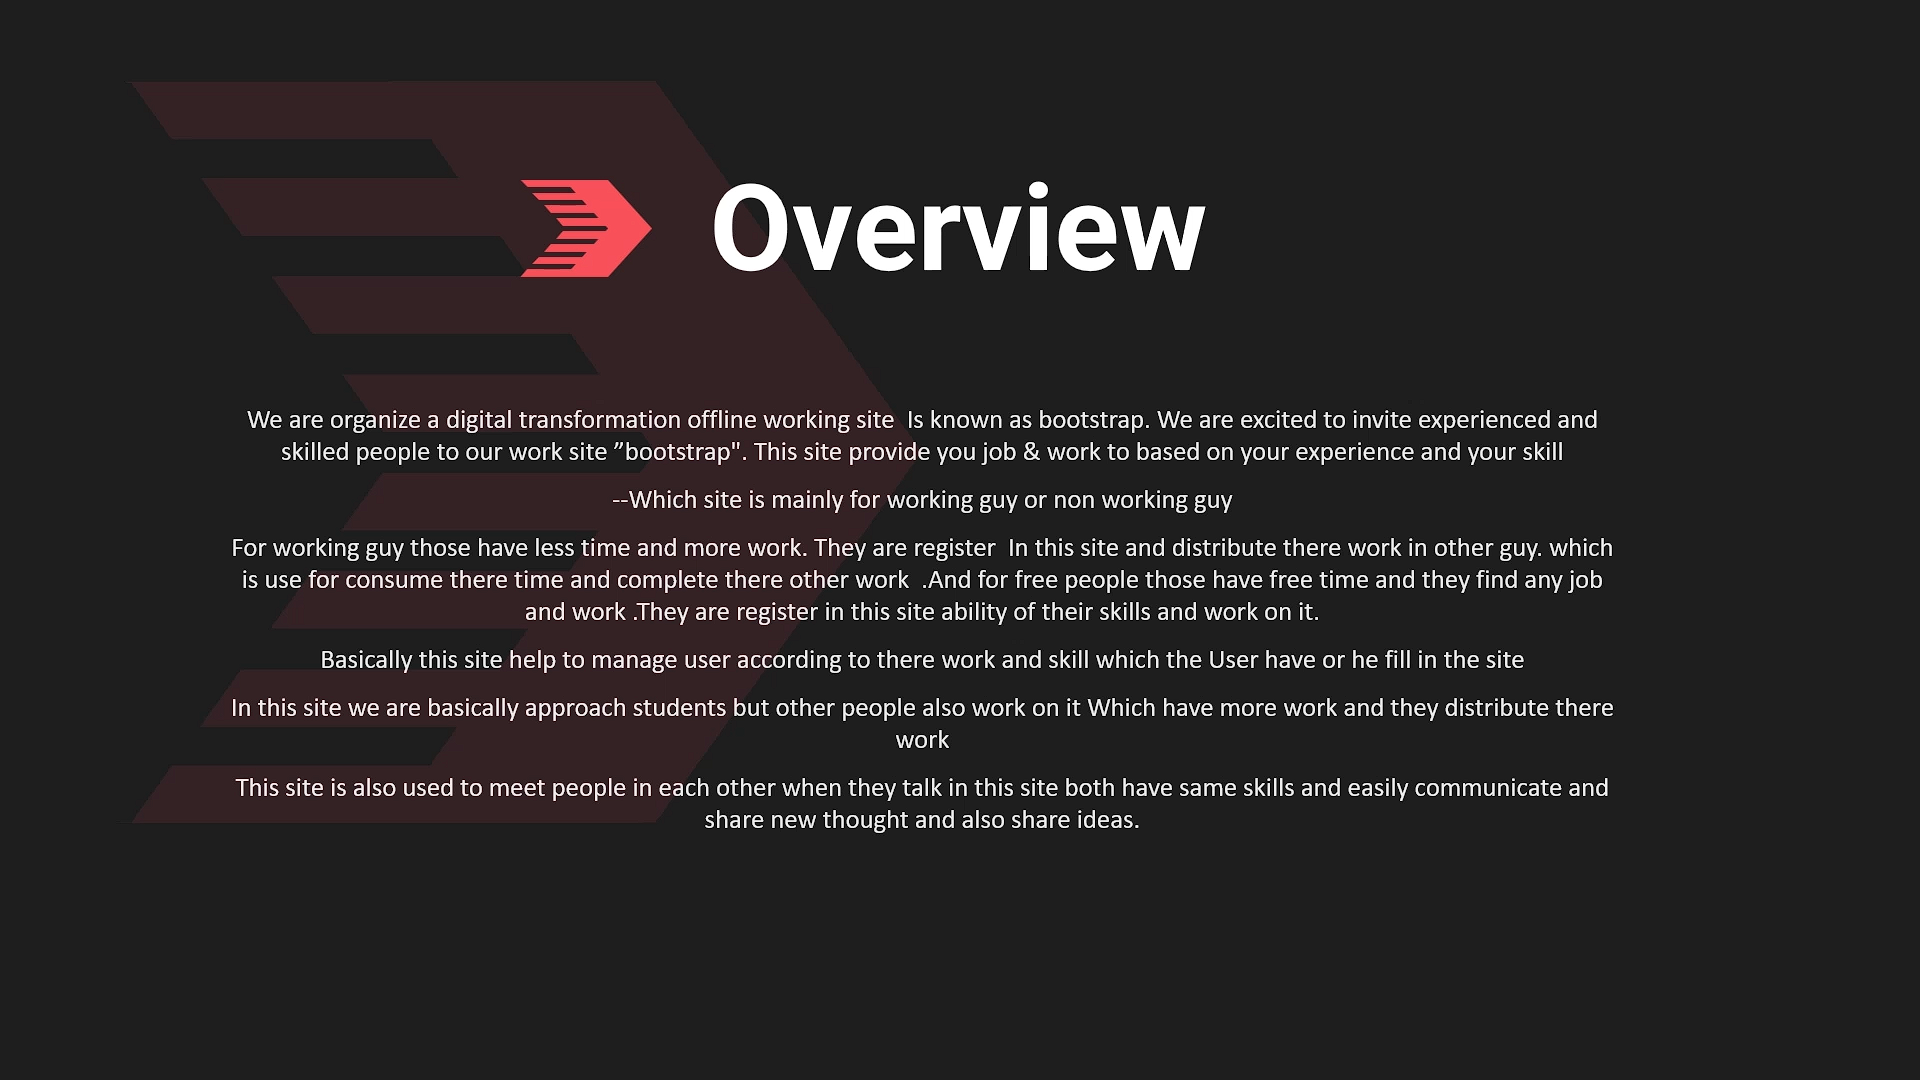 Overview
We are organize a digital transformation offline working site  Is known as bootstrap. We are excited to invite experienced and
skilled people to our work site ”bootstrap". This site provide you job & work to based on your experience and your skill
--Which site is mainly for working guy or non working guy
For working guy those have less time and more work. They are register  In this site and distribute there work in other guy. which
is use for consume there time and complete there other work  .And for free people those have free time and they find any job
and work .They are register in this site ability of their skills and work on it.
Basically this site help to manage user according to there work and skill which the User have or he fill in the site
In this site we are basically approach students but other people also work on it Which have more work and they distribute there
work
This site is also used to meet people in each other when they talk in this site both have same skills and easily communicate and
share new thought and also share ideas.